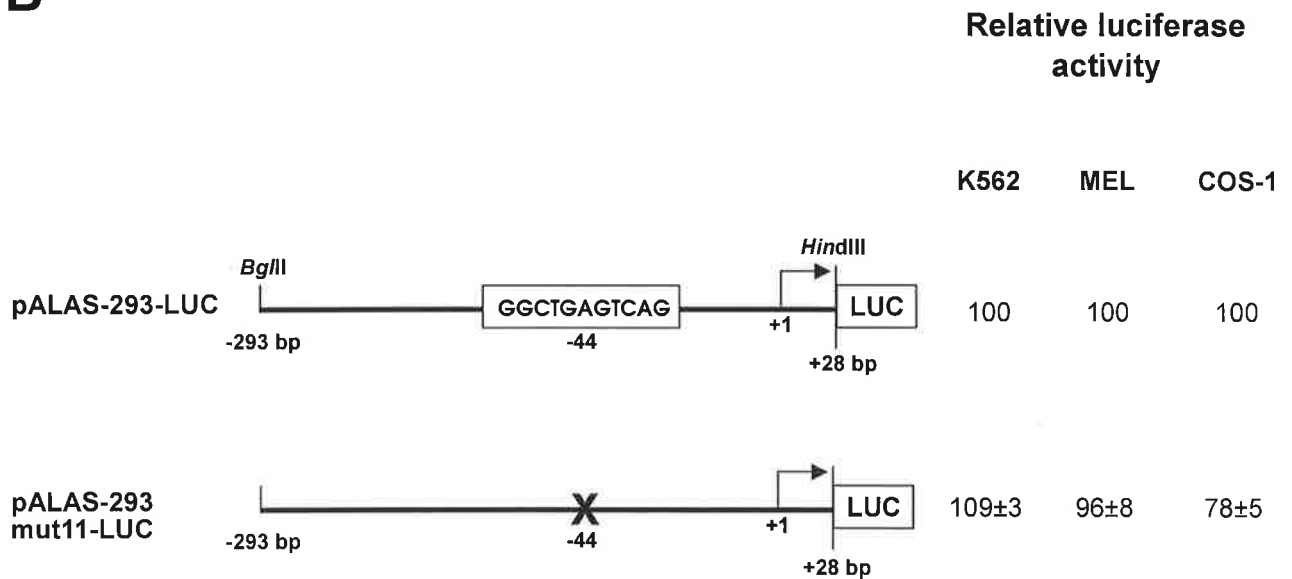 B
Relative luciferase
activity
K562 MEL COS-1
BglII HindIII
pALAS-293-LUC GGCTGAGTCAG LUC 100 100 100
-293 bp -44 +1
+28 bp
pALAS-293
mut11-LUC X LUC 109±3 96±8 78±5
-293 bp -44 +1
+28 bp